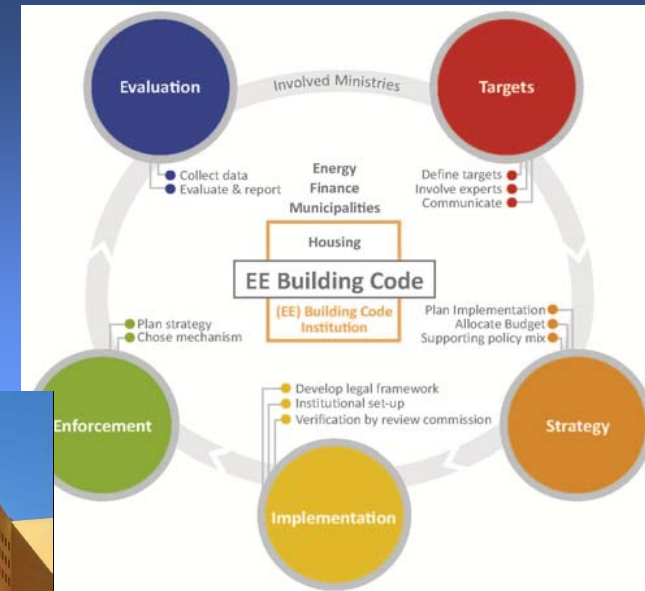 Evaluation
Involved Ministries
Targets
Collect data
Evaluate & report
Energy
Finance
Municipalities
Define targets
Involve experts
Communicate
Housing
EE Building Code
(EE) Building Code
Institution
Plan strategy
Chose mechanism
Plan Implementation
Allocate Budget
Supporting policy mix
Develop legal framework
Institutional set-up
Verification by review commission
Enforcement
Strategy
Implementation